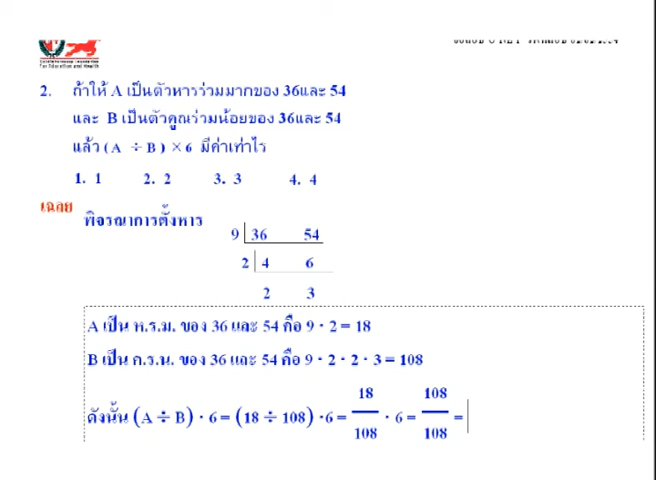 2. ถ้าให้ A เป็นตัวหารร่วมมากของ 36และ 54
และ B เป็นตัวคูณร่วมน้อยของ 36และ 54
แล้ว (A ÷ B) × 6 มีค่าเท่าไร
1. 1 2. 2 3. 3 4. 4
เฉลย
พิจรณาการตั้งหาร
9 36 54
2 4 6
2 3
A เป็น ห.ร.ม. ของ 36 และ 54 คือ 9 · 2 = 18
B เป็น ค.ร.น. ของ 36 และ 54 คือ 9 · 2 · 2 · 3 = 108
ดังนั้น (A ÷ B) · 6 = (18 ÷ 108) · 6 = 18/108 · 6 = 108/108 =